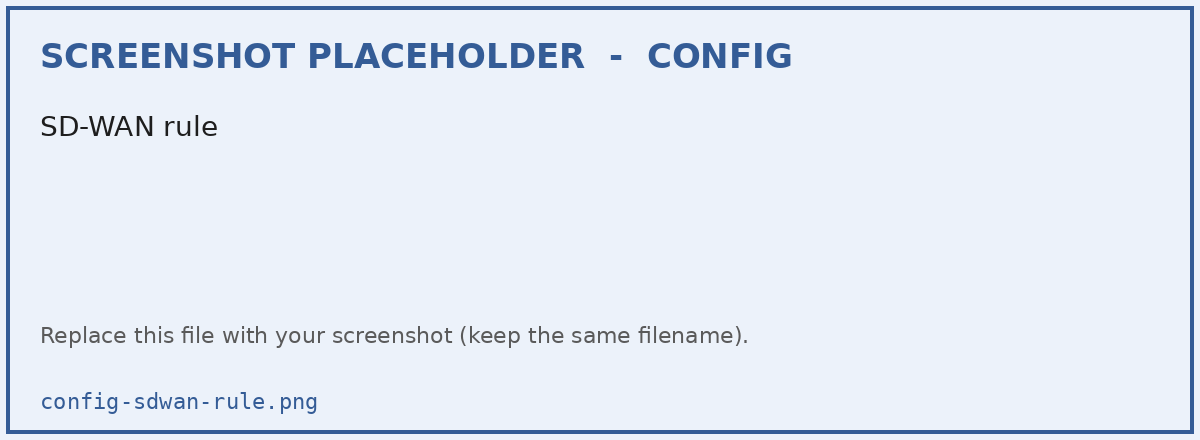 SCREENSHOT PLACEHOLDER - CONFIG
SD-WAN rule
Replace this file with your screenshot (keep the same filename).
config-sdwan-rule.png